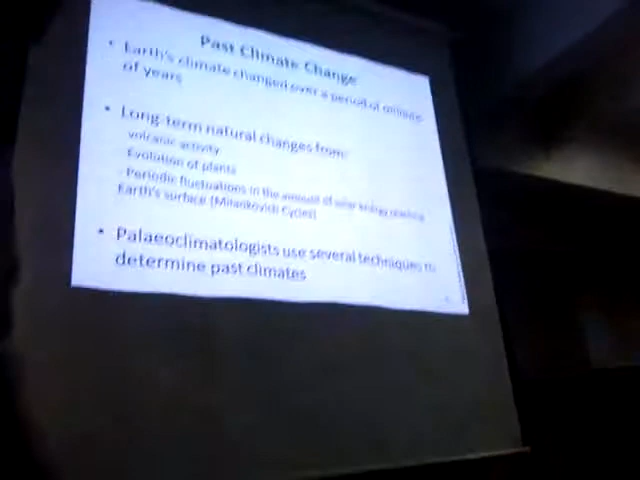 Past Climate Change
• Earth's climate changed over a period of millions
of years
• Long-term natural changes from:
volcanic activity
Evolution of plants
- Periodic fluctuations in the amount of solar energy reaching
Earth's surface (Milankovich Cycles)
• Palaeoclimatologists use several techniques to
determine past climates